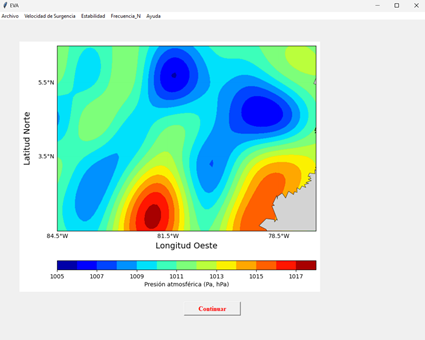 EVA
Archivo Velocidad de Surgencia Estabilidad Frecuencia_N Ayuda
5.5°N
3.5°N
Latitud Norte
84.5°W 81.5°W 78.5°W
Longitud Oeste
1005 1007 1009 1011 1013 1015 1017
Presión atmosférica (Pa, hPa)
Continuar